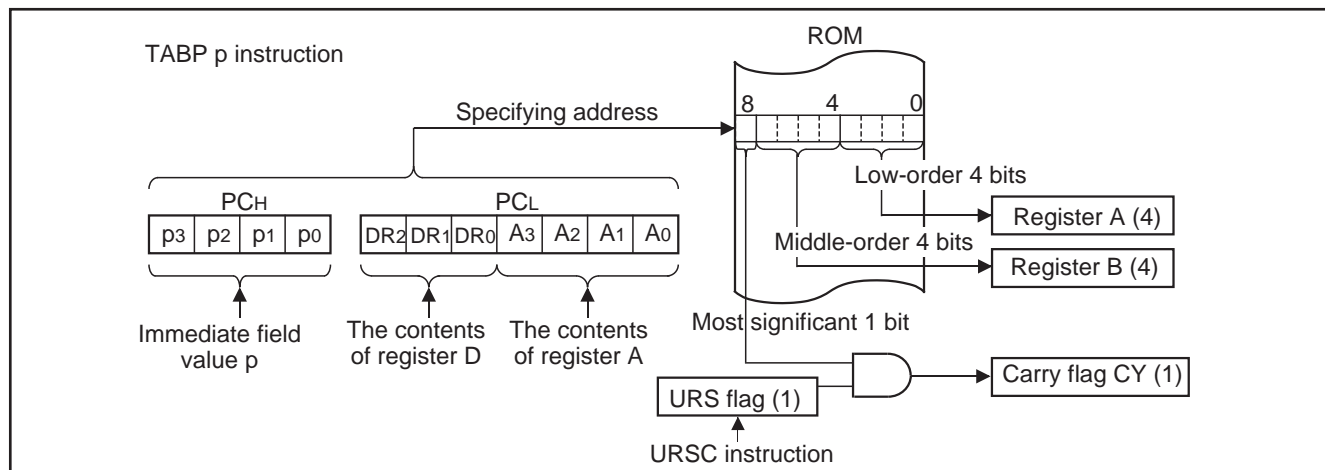 TABP p instruction
ROM
Specifying address
8 4 0
Low-order 4 bits
PCH PCL
p3 p2 p1 p0 DR2 DR1 DR0 A3 A2 A1 A0
Register A (4)
Middle-order 4 bits
Register B (4)
Immediate field
value p
The contents
of register D
The contents
of register A
Most significant 1 bit
URS flag (1)
Carry flag CY (1)
URSC instruction